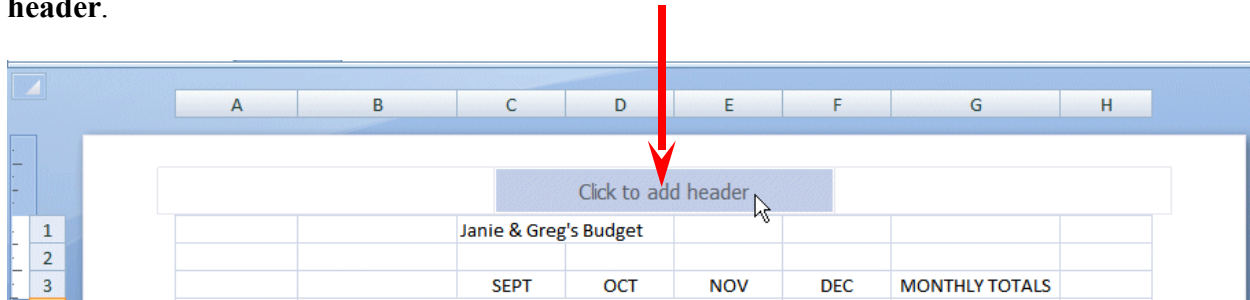 header.
A B C D E F G H
Click to add header
1 Janie & Greg's Budget
2
3 SEPT OCT NOV DEC MONTHLY TOTALS